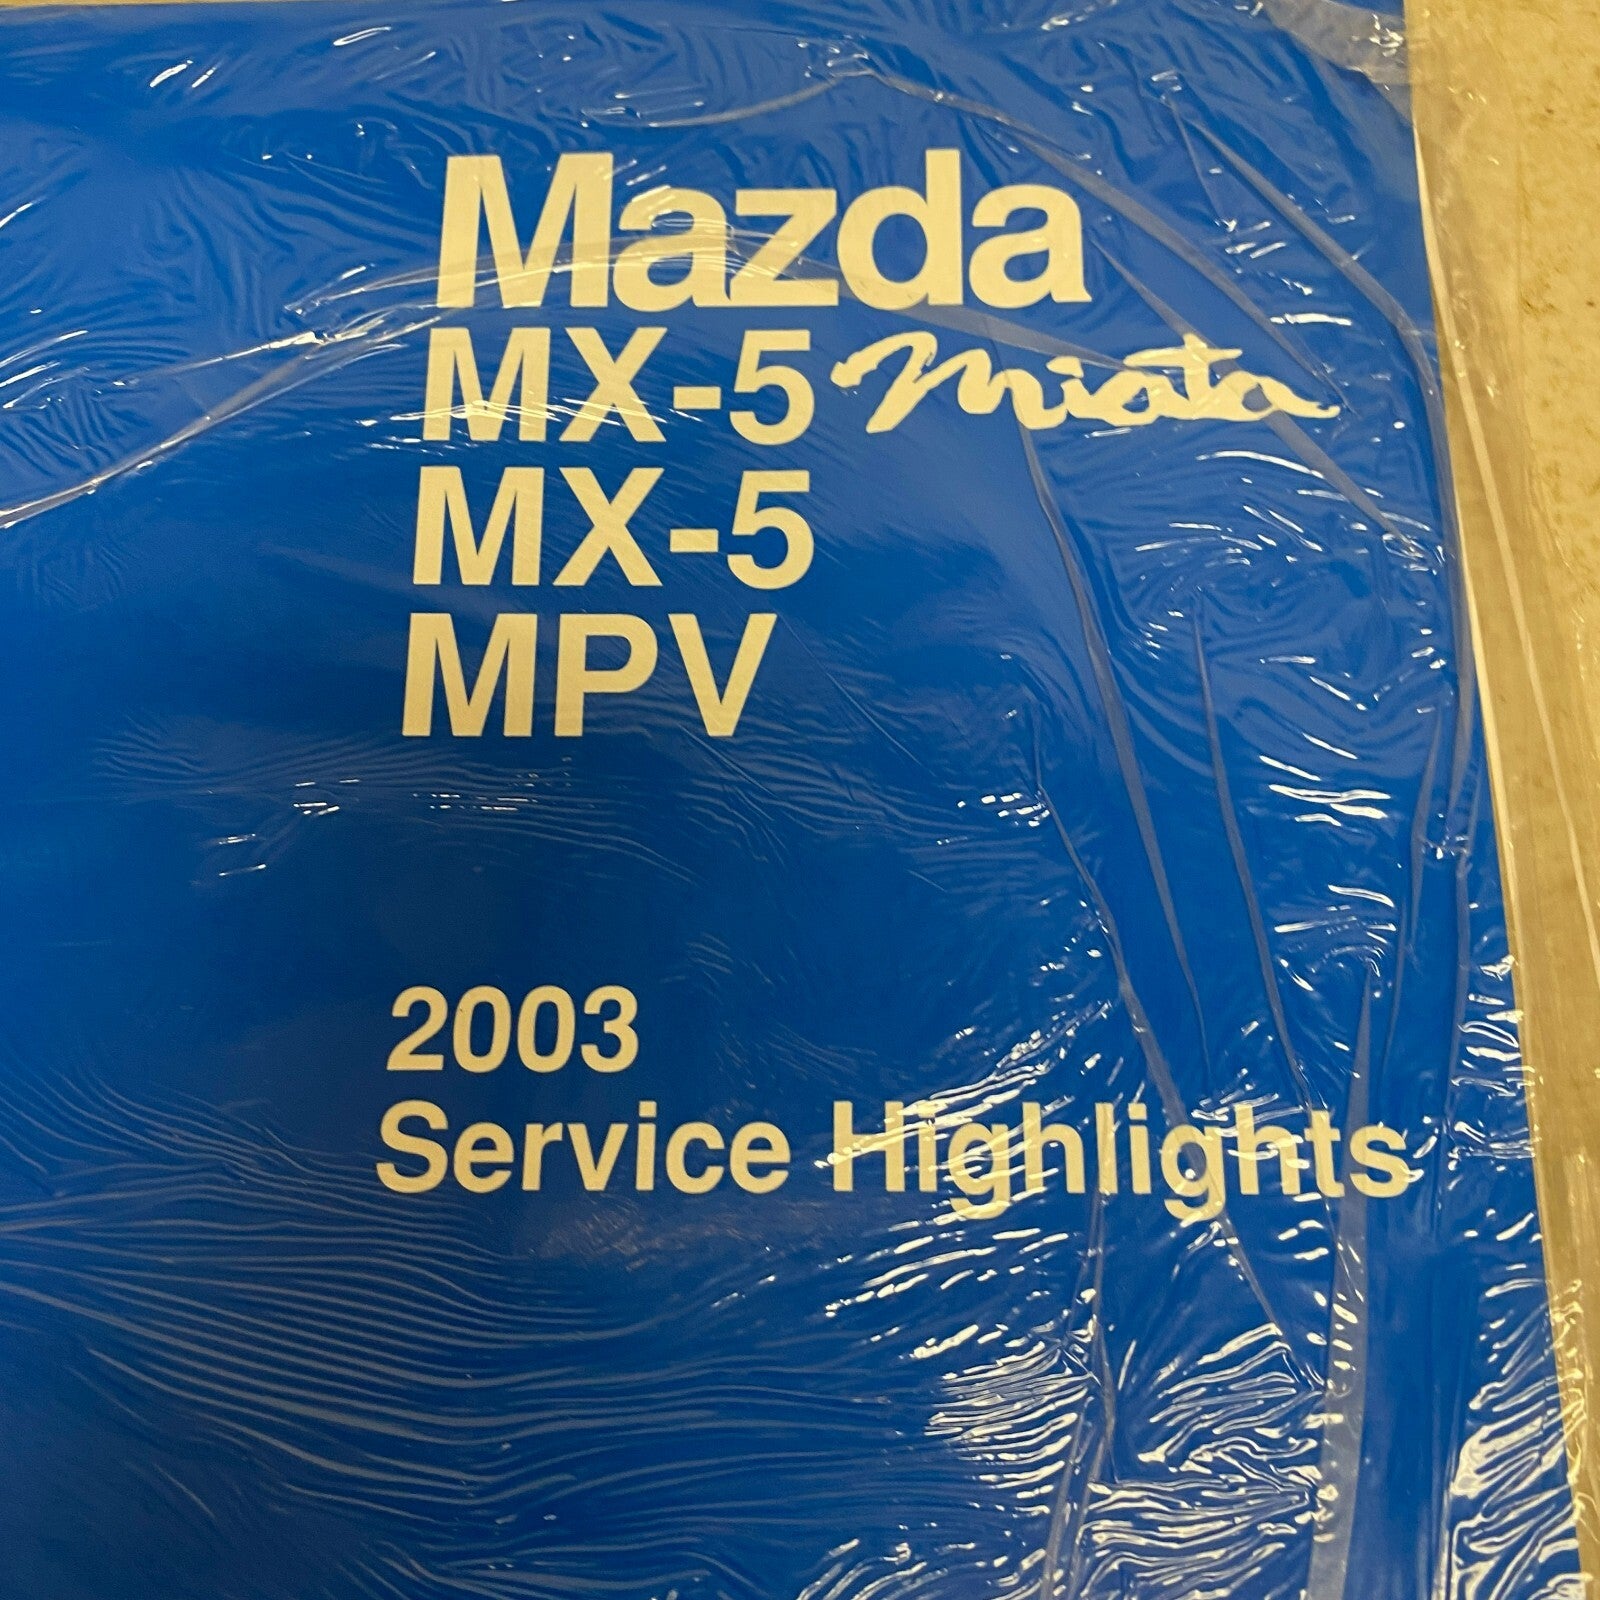 Mazda
MX-5 Miata
MX-5
MPV
2003
Service Highlights